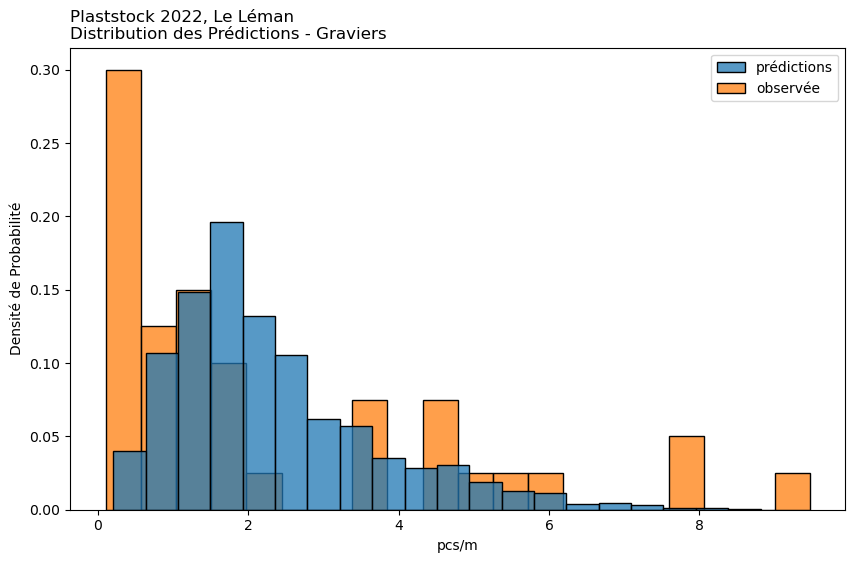 Plaststock 2022, Le Léman
Distribution des Prédictions - Graviers
prédictions
observée
Densité de Probabilité
0.30
0.25
0.20
0.15
0.10
0.05
0.00
0
2
4
6
8
pcs/m